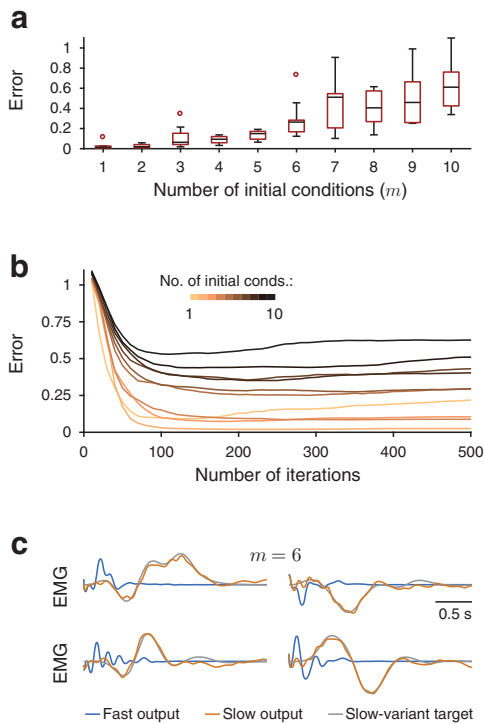 a
Error
1
0.8
0.6
0.4
0.2
0
1 2 3 4 5 6 7 8 9 10
Number of initial conditions (m)
b
No. of initial conds.:
1 10
Error
1
0.75
0.5
0.25
0
0 100 200 300 400 500
Number of iterations
c
m = 6
EMG
0.5 s
EMG
Fast output Slow output Slow-variant target